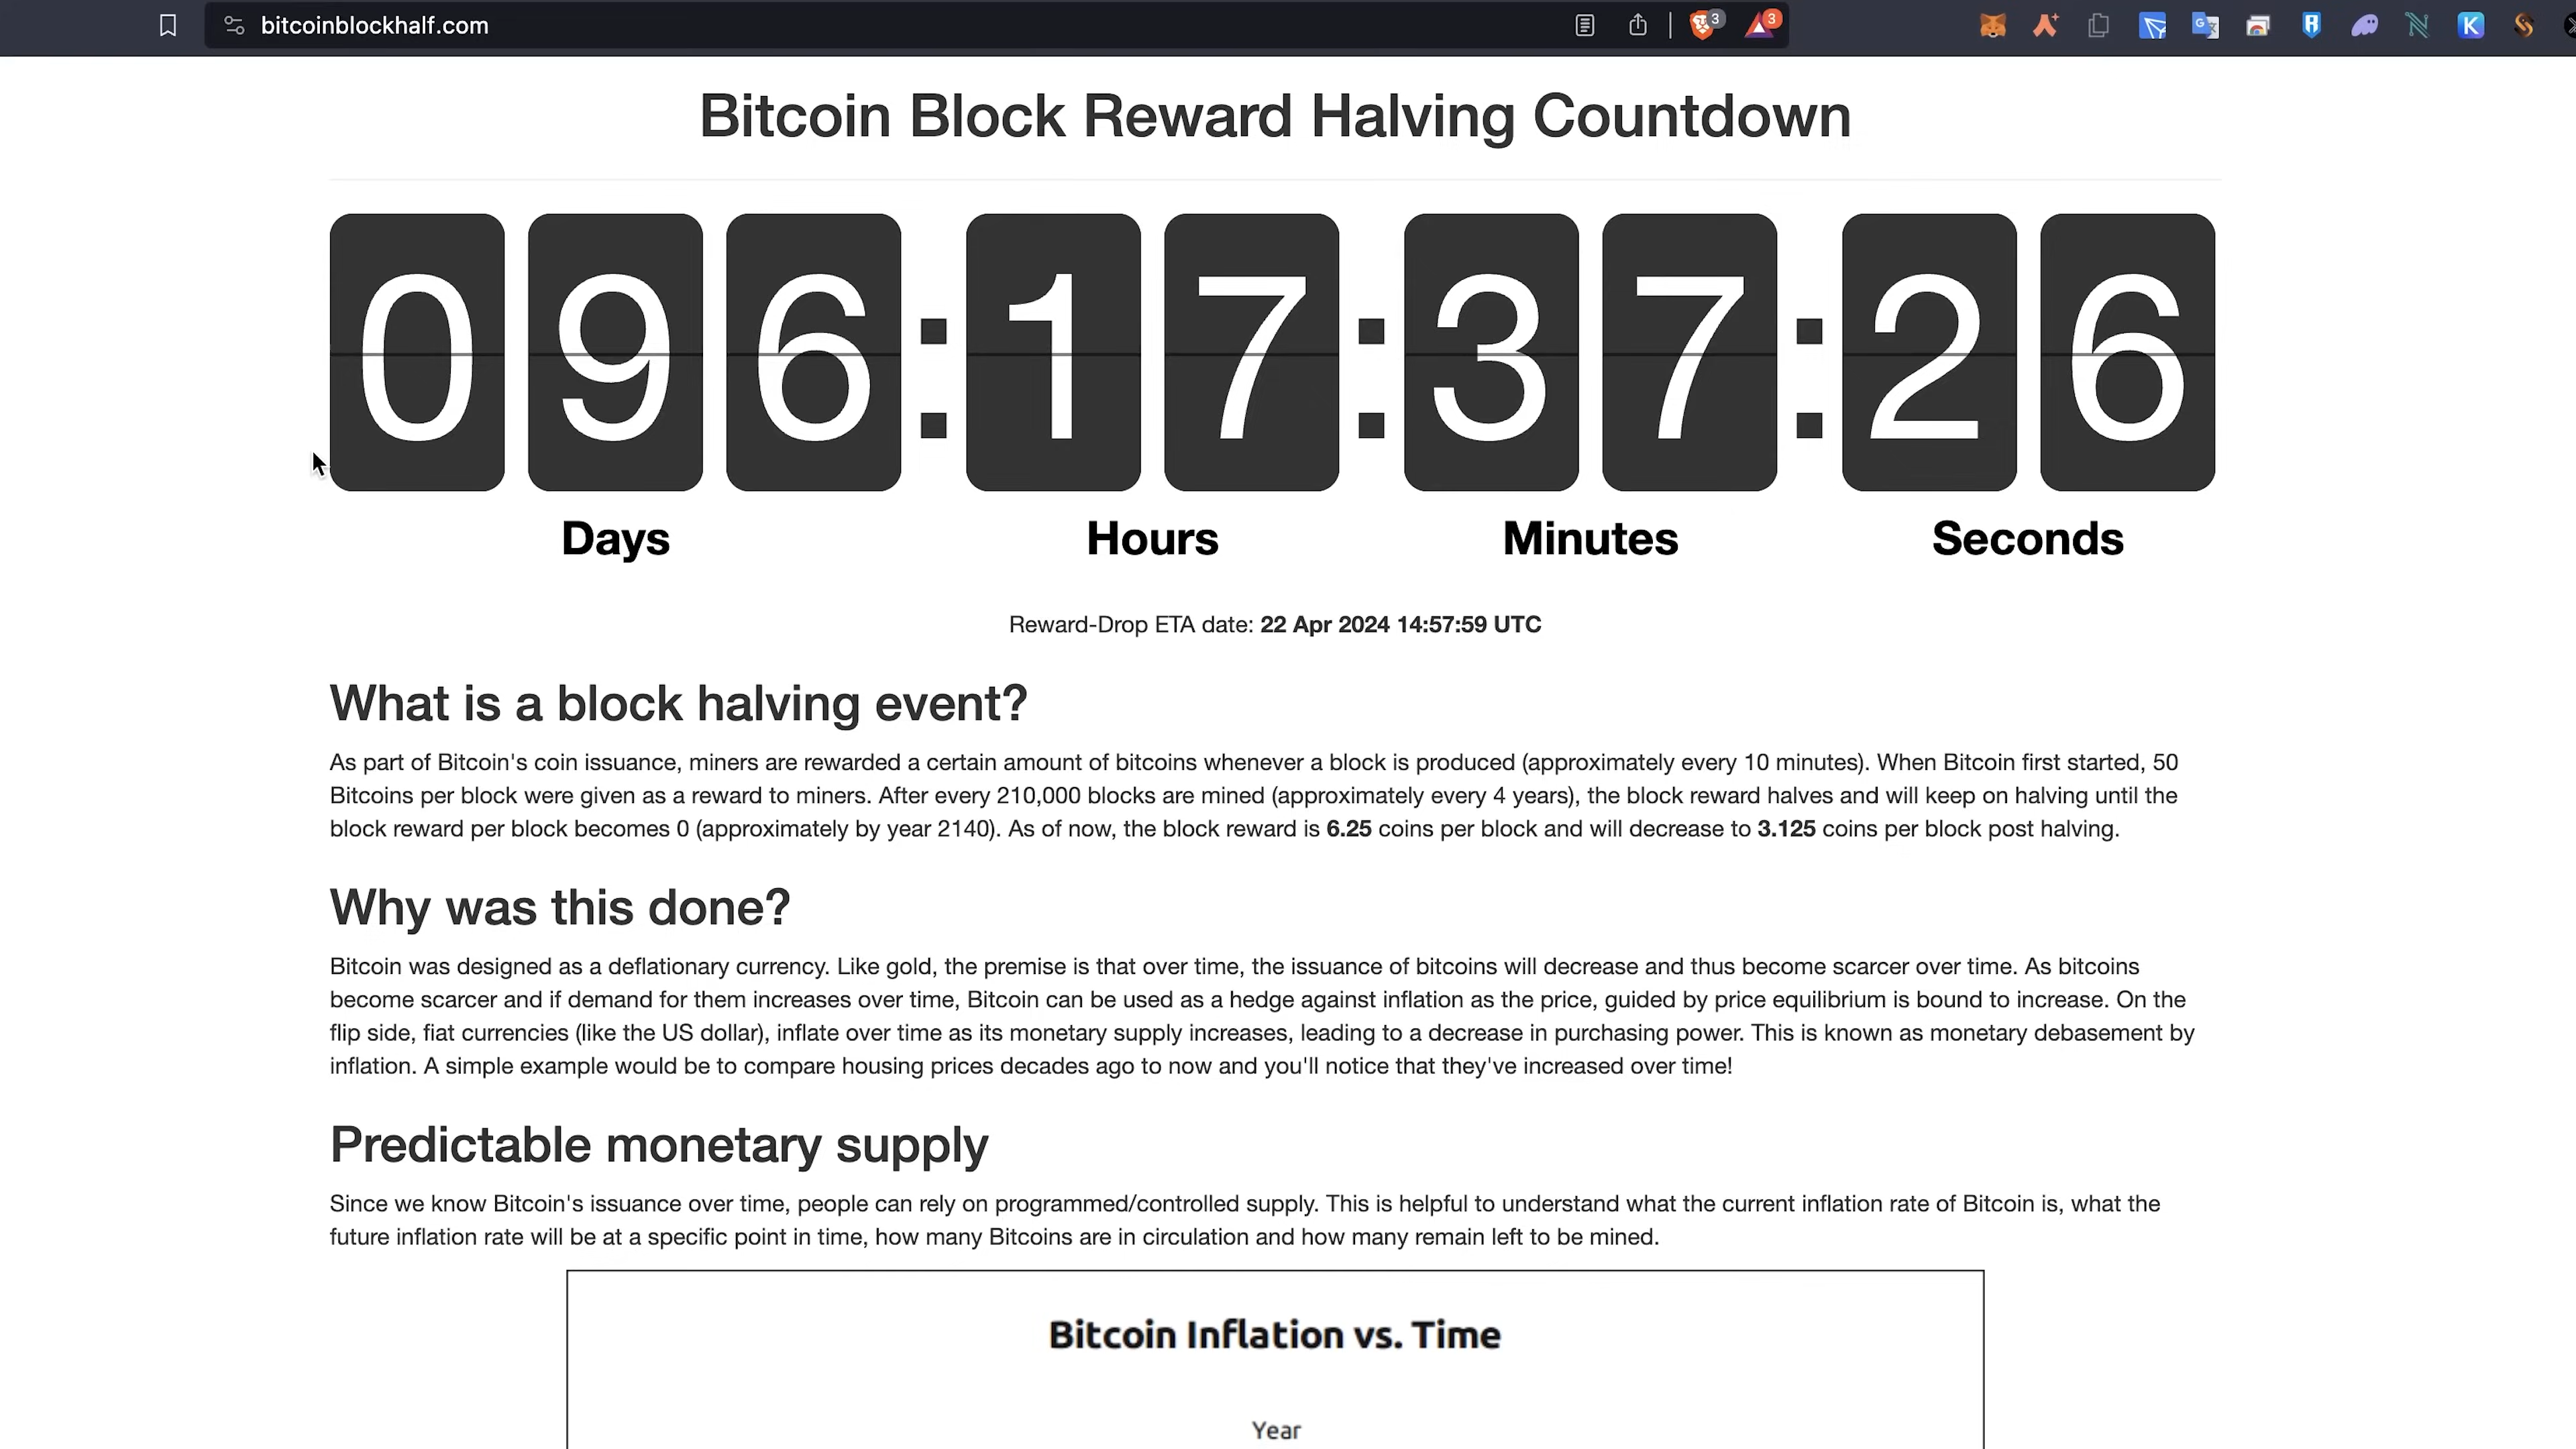 bitcoinblockhalf.com
3
3
Bitcoin Block Reward Halving Countdown
096:17:37:26
Days Hours Minutes Seconds
Reward-Drop ETA date: 22 Apr 2024 14:57:59 UTC
What is a block halving event?
As part of Bitcoin's coin issuance, miners are rewarded a certain amount of bitcoins whenever a block is produced (approximately every 10 minutes). When Bitcoin first started, 50
Bitcoins per block were given as a reward to miners. After every 210,000 blocks are mined (approximately every 4 years), the block reward halves and will keep on halving until the
block reward per block becomes 0 (approximately by year 2140). As of now, the block reward is 6.25 coins per block and will decrease to 3.125 coins per block post halving.
Why was this done?
Bitcoin was designed as a deflationary currency. Like gold, the premise is that over time, the issuance of bitcoins will decrease and thus become scarcer over time. As bitcoins
become scarcer and if demand for them increases over time, Bitcoin can be used as a hedge against inflation as the price, guided by price equilibrium is bound to increase. On the
flip side, fiat currencies (like the US dollar), inflate over time as its monetary supply increases, leading to a decrease in purchasing power. This is known as monetary debasement by
inflation. A simple example would be to compare housing prices decades ago to now and you'll notice that they've increased over time!
Predictable monetary supply
Since we know Bitcoin's issuance over time, people can rely on programmed/controlled supply. This is helpful to understand what the current inflation rate of Bitcoin is, what the
future inflation rate will be at a specific point in time, how many Bitcoins are in circulation and how many remain left to be mined.
Bitcoin Inflation vs. Time
Year